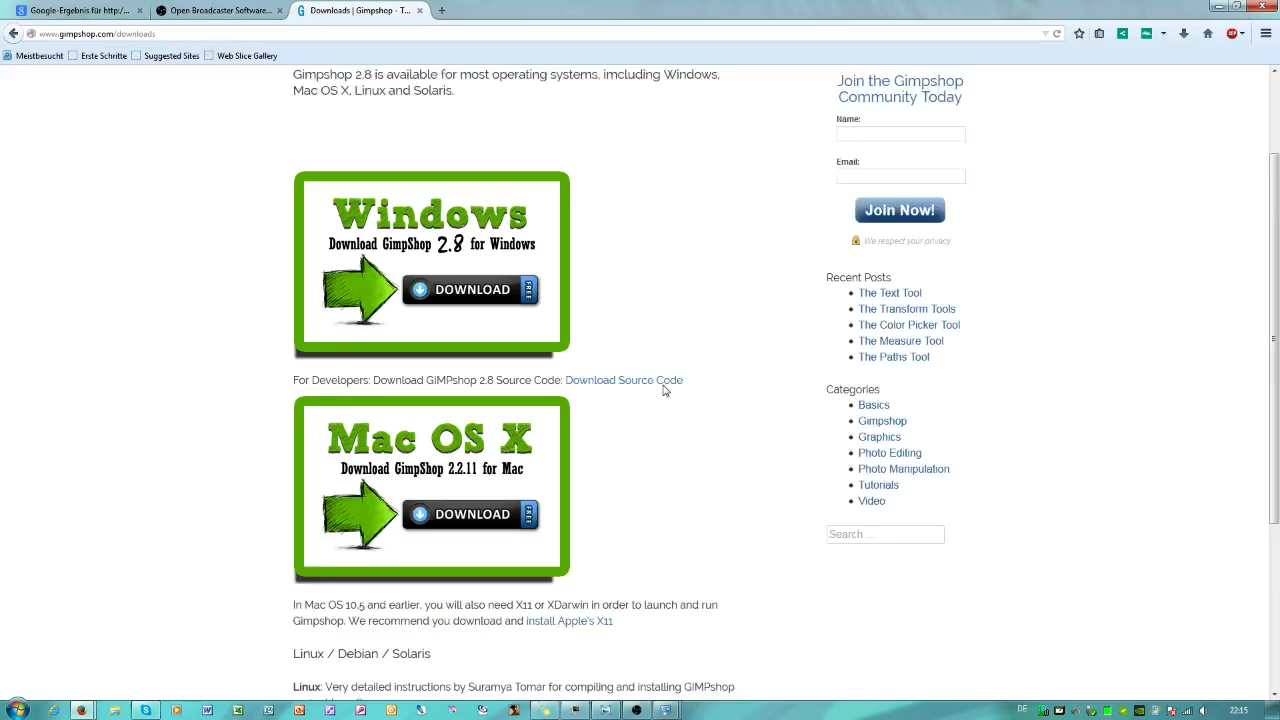 Google-Ergebnis für http:/...
Open Broadcaster Software...
Downloads | Gimpshop - T...
www.gimpshop.com/downloads
Meistbesucht
Erste Schritte
Suggested Sites
Web Slice Gallery
Gimpshop 2.8 is available for most operating systems, imcluding Windows,
Mac OS X, Linux and Solaris.
Windows
Download GimpShop 2.8 for Windows
DOWNLOAD
FREE
For Developers: Download GIMPshop 2.8 Source Code: Download Source Code
Mac OS X
Download GimpShop 2.2.11 for Mac
DOWNLOAD
FREE
In Mac OS 10.5 and earlier, you will also need X11 or XDarwin in order to launch and run
Gimpshop. We recommend you download and install Apple's X11
Linux / Debian / Solaris
Linux: Very detailed instructions by Suramya Tomar for compiling and installing GIMPshop
Join the Gimpshop
Community Today
Name:
Email:
Join Now!
We respect your privacy
Recent Posts
The Text Tool
The Transform Tools
The Color Picker Tool
The Measure Tool
The Paths Tool
Categories
Basics
Gimpshop
Graphics
Photo Editing
Photo Manipulation
Tutorials
Video
Search ...
DE
22:15